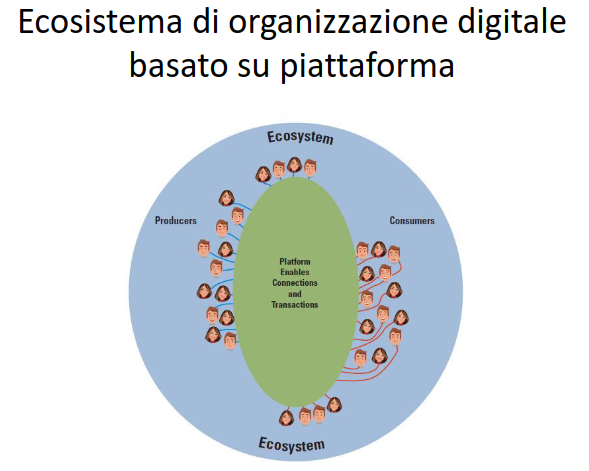 Ecosistema di organizzazione digitale
basato su piattaforma
Ecosystem
Producers
Consumers
Platform
Enables
Connections
and
Transactions
Ecosystem